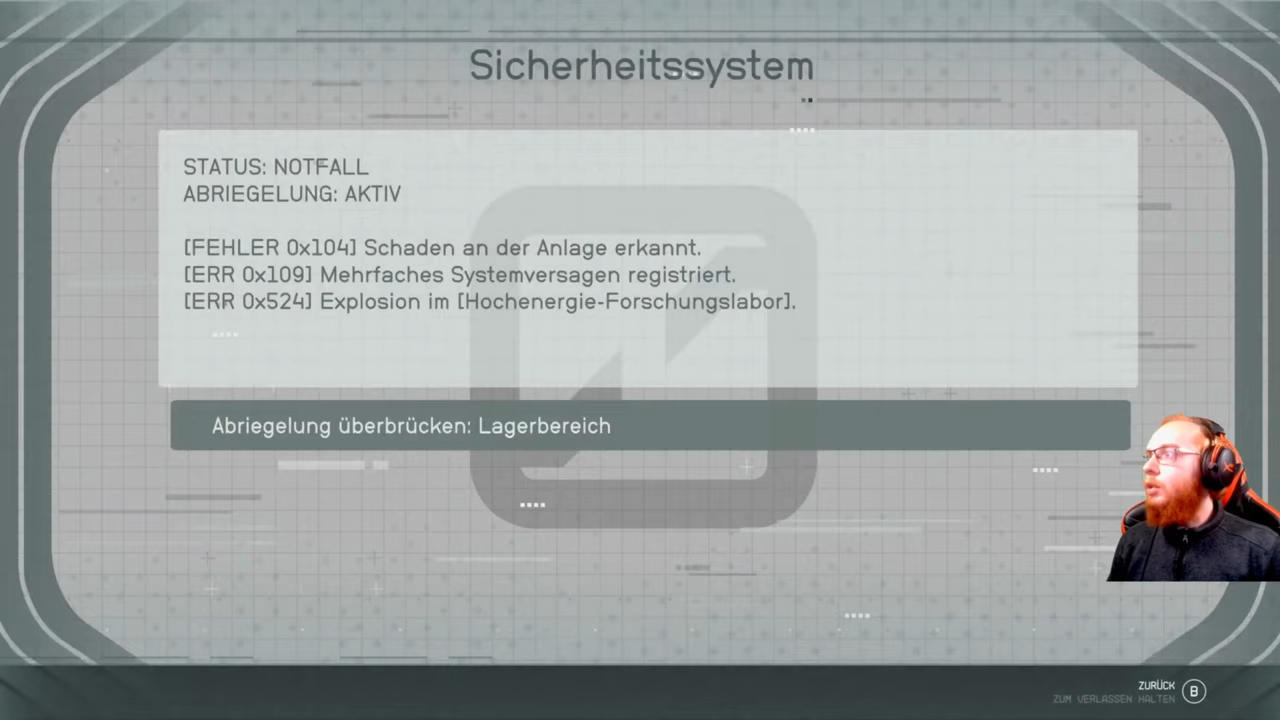 Sicherheitssystem
STATUS: NOTFALL
ABRIEGELUNG: AKTIV
[FEHLER 0x104] Schaden an der Anlage erkannt.
[ERR 0x109] Mehrfaches Systemversagen registriert.
[ERR 0x524] Explosion im [Hochenergie-Forschungslabor].
Abriegelung überbrücken: Lagerbereich
ZURÜCK
ZUM VERLASSEN HALTEN
B